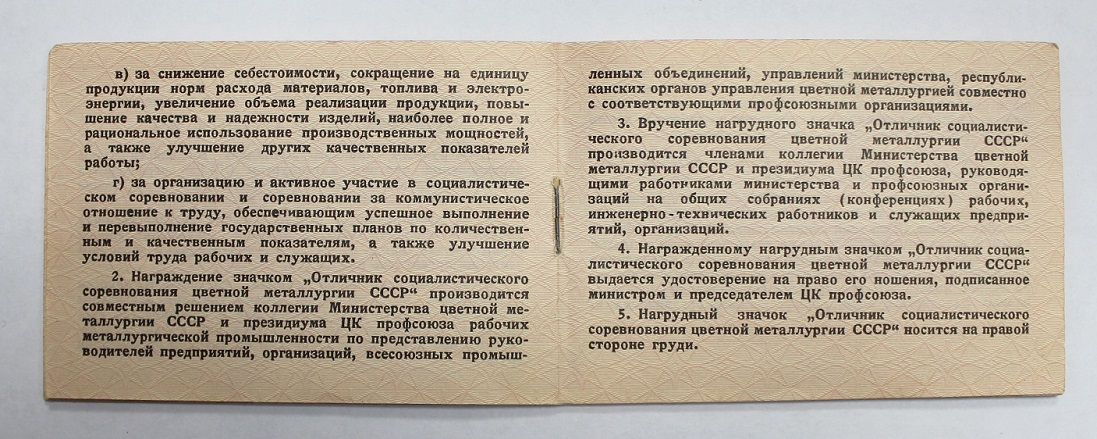 в) за снижение себестоимости, сокращение на единицу
продукции норм расхода материалов, топлива и электро-
энергии, увеличение объема реализации продукции, повы-
шение качества и надежности изделий, наиболее полное и
рациональное использование производственных мощностей,
а также улучшение других качественных показателей
работы;
г) за организацию и активное участие в социалистиче-
ском соревновании и соревновании за коммунистическое
отношение к труду, обеспечивающим успешное выполнение
и перевыполнение государственных планов по количествен-
ным и качественным показателям, а также улучшение
условий труда рабочих и служащих.
2. Награждение значком „Отличник социалистического
соревнования цветной металлургии СССР“ производится
совместным решением коллегии Министерства цветной ме-
таллургии СССР и президиума ЦК профсоюза рабочих
металлургической промышленности по представлению руко-
водителей предприятий, организаций, всесоюзных промыш-
ленных объединений, управлений министерства, республи-
канских органов управления цветной металлургией совместно
с соответствующими профсоюзными организациями.
3. Вручение нагрудного значка „Отличник социалисти-
ческого соревнования цветной металлургии СССР“
производится членами коллегии Министерства цветной
металлургии СССР и президиума ЦК профсоюза, руководя-
щими работниками министерства и профсоюзных органи-
заций на общих собраниях (конференциях) рабочих,
инженерно-технических работников и служащих предпри-
ятий, организаций.
4. Награжденному нагрудным значком „Отличник социа-
листического соревнования цветной металлургии СССР“
выдается удостоверение на право его ношения, подписанное
министром и председателем ЦК профсоюза.
5. Нагрудный значок „Отличник социалистического
соревнования цветной металлургии СССР“ носится на правой
стороне груди.